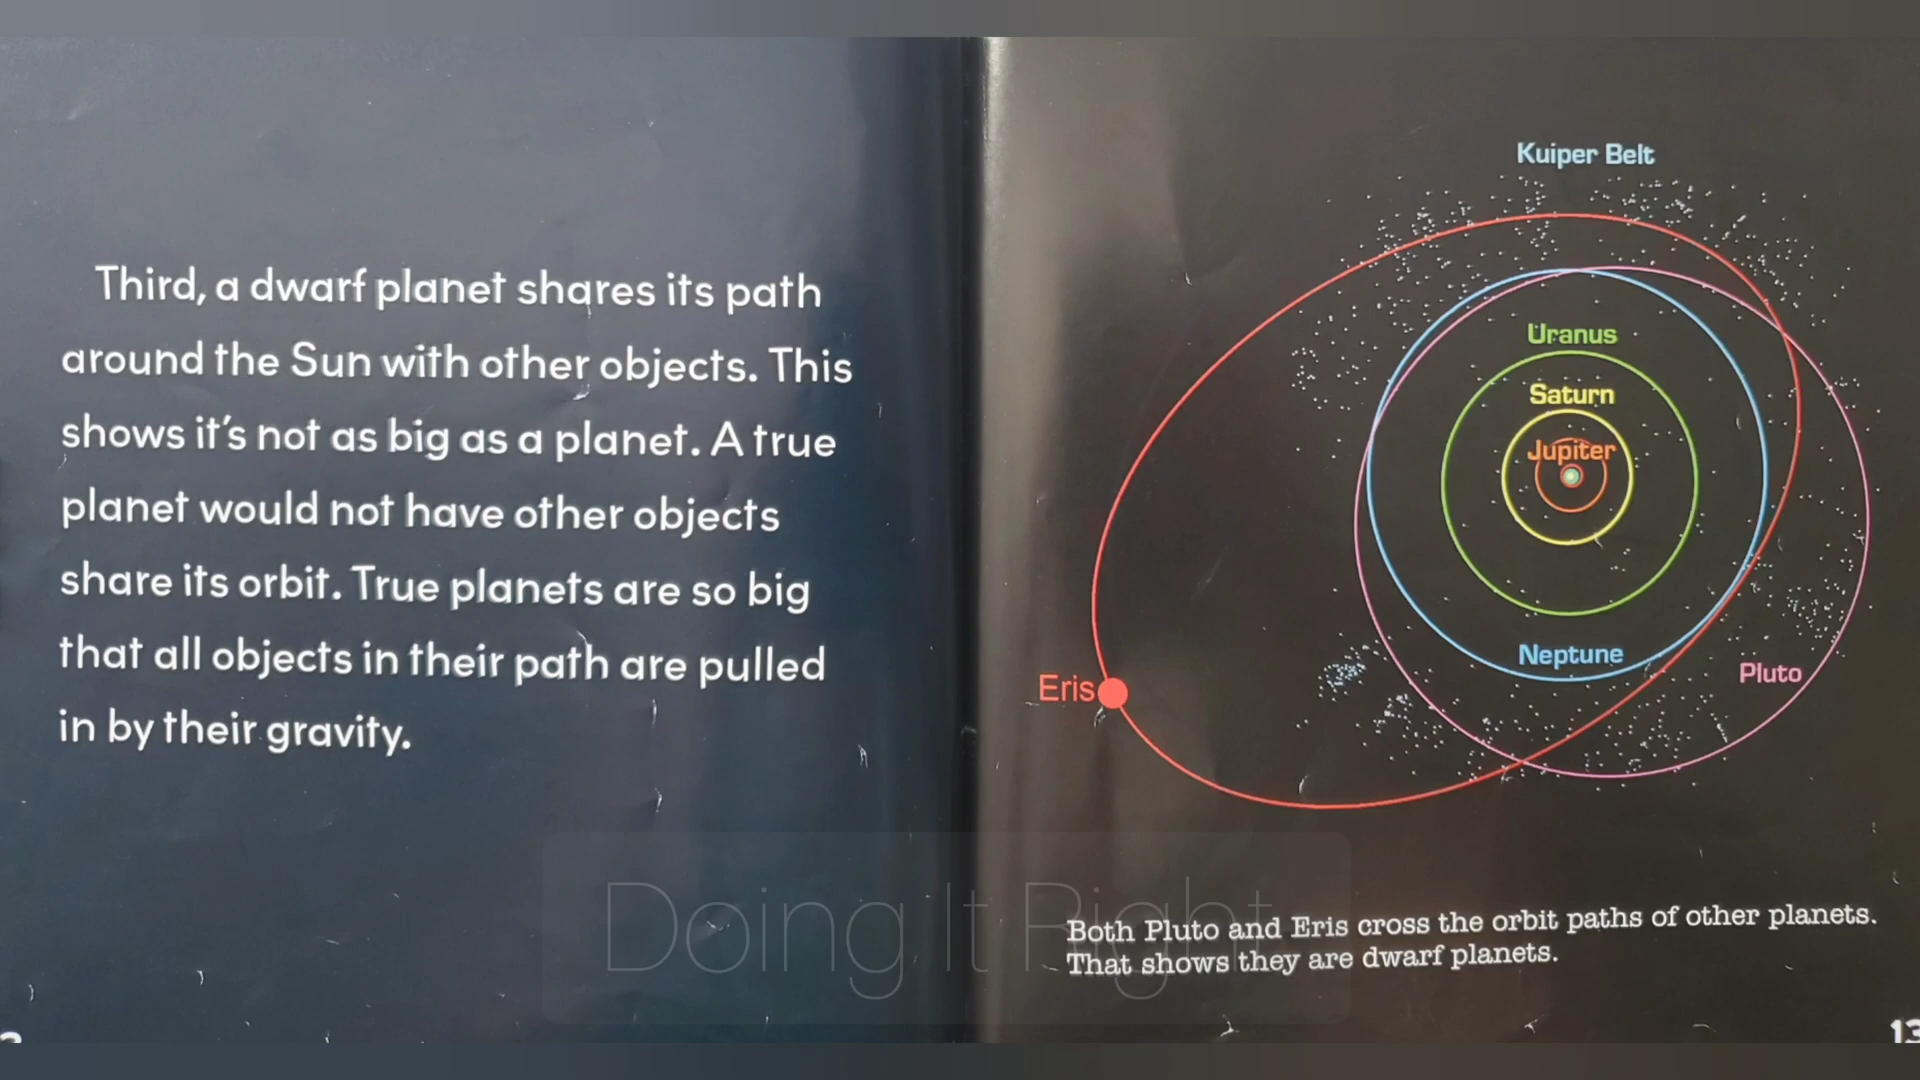 Third, a dwarf planet shares its path
around the Sun with other objects. This
shows it's not as big as a planet. A true
planet would not have other objects
share its orbit. True planets are so big
that all objects in their path are pulled
in by their gravity.
Kuiper Belt
Uranus
Saturn
Jupiter
Neptune
Pluto
Eris
Both Pluto and Eris cross the orbit paths of other planets.
That shows they are dwarf planets.
Doing It Right
13